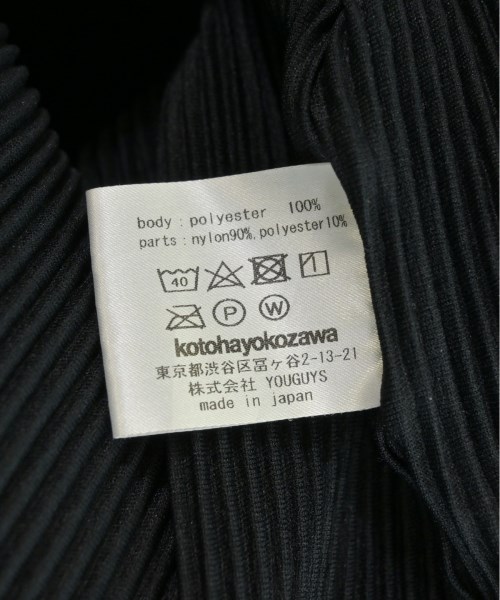 body : polyester 100%
parts : nylon90%, polyester10%
40
P W
kotohayokozawa
東京都渋谷区冨ヶ谷2-13-21
株式会社 YOUGUYS
made in japan